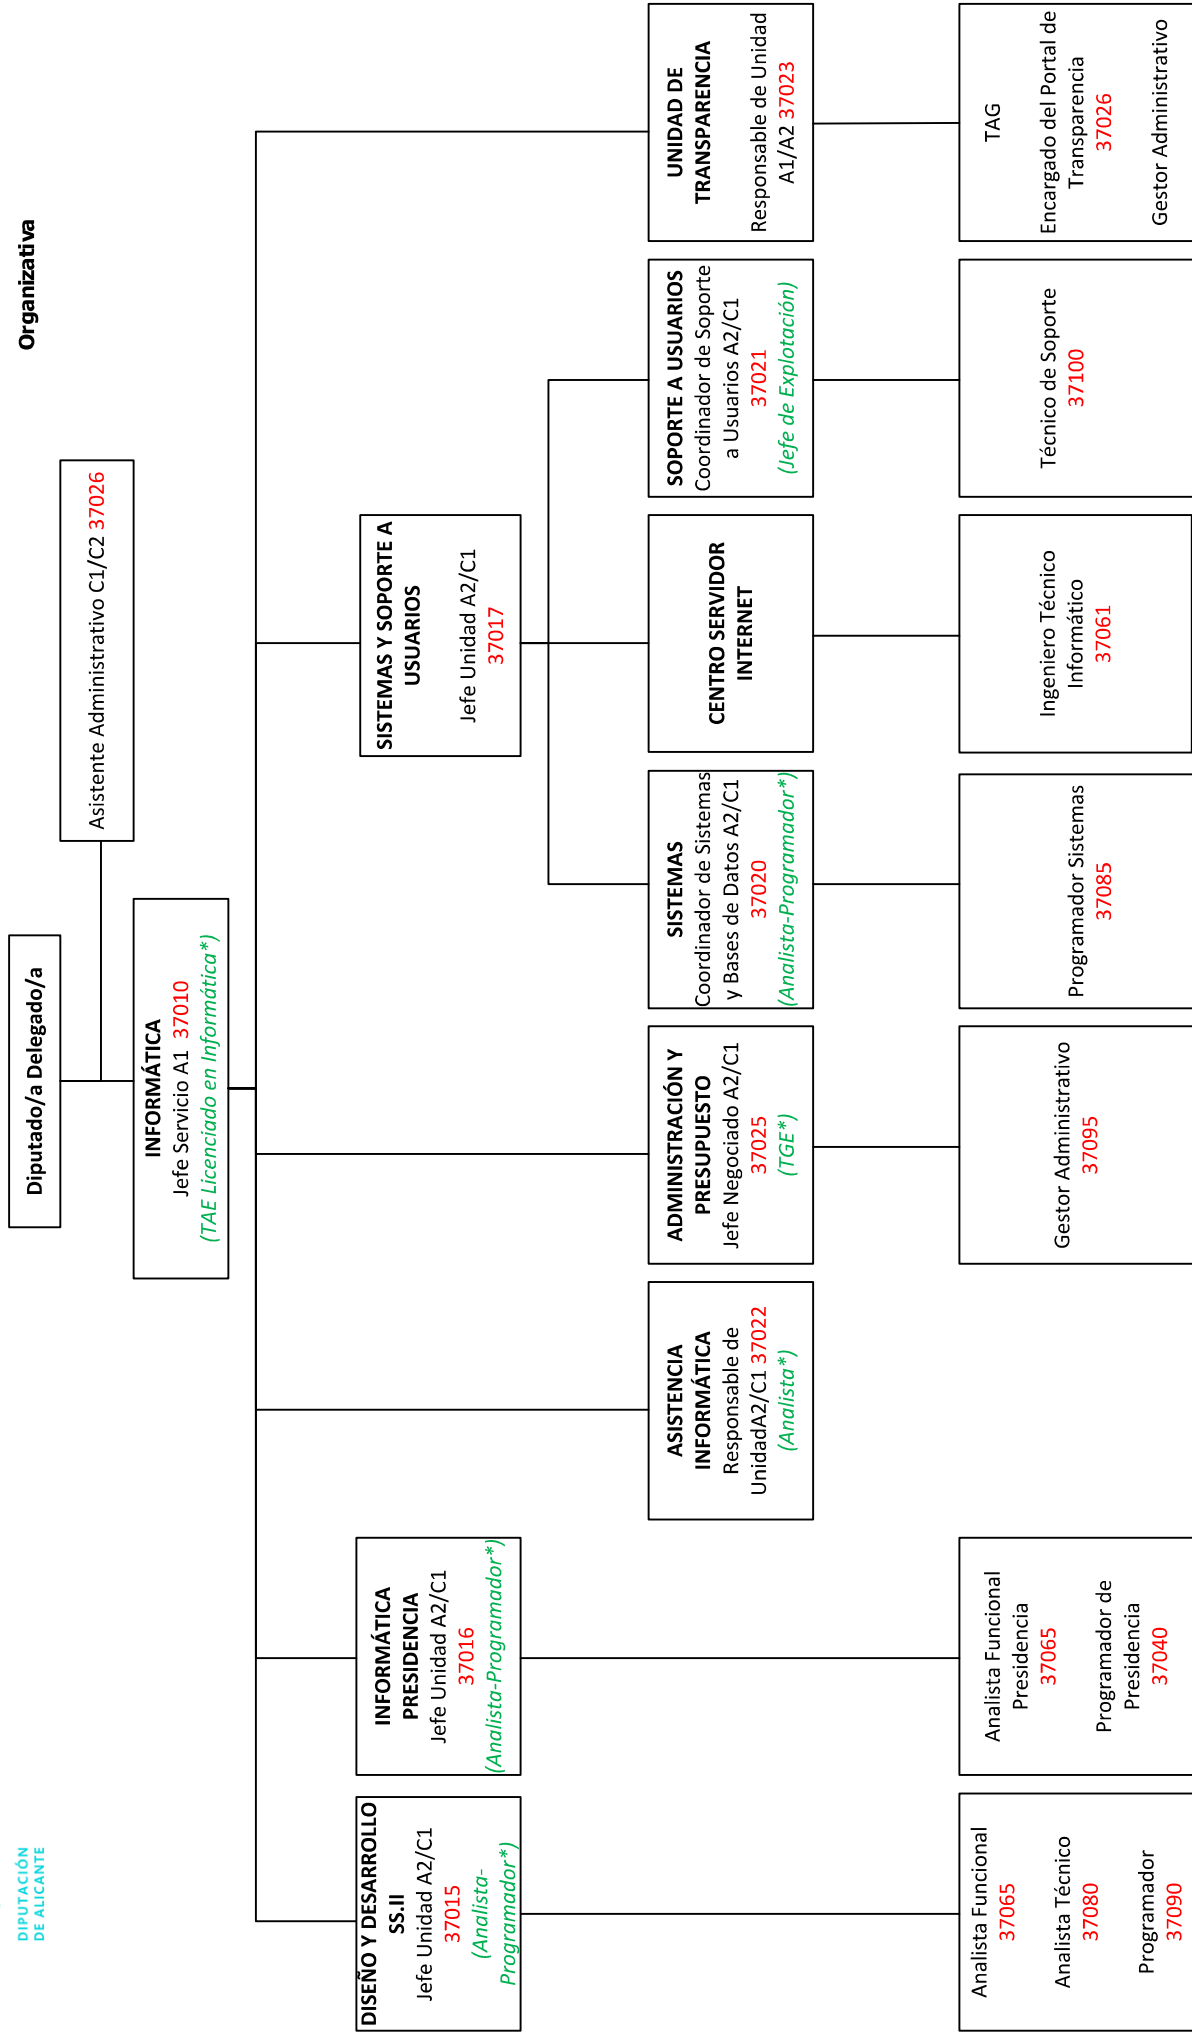 DIPUTACIÓN
DE ALICANTE
Organizativa
Diputado/a Delegado/a
Asistente Administrativo C1/C2 37026
INFORMÁTICA
Jefe Servicio A1 37010
(TAE Licenciado en Informática*)
DISEÑO Y DESARROLLO
SS.II
Jefe Unidad A2/C1
37015
(Analista-
Programador*)
INFORMÁTICA
PRESIDENCIA
Jefe Unidad A2/C1
37016
(Analista-Programador*)
SISTEMAS Y SOPORTE A
USUARIOS
Jefe Unidad A2/C1
37017
ASISTENCIA
INFORMÁTICA
Responsable de
UnidadA2/C1 37022
(Analista*)
ADMINISTRACIÓN Y
PRESUPUESTO
Jefe Negociado A2/C1
37025
(TGE*)
SISTEMAS
Coordinador de Sistemas
y Bases de Datos A2/C1
37020
(Analista-Programador*)
CENTRO SERVIDOR
INTERNET
SOPORTE A USUARIOS
Coordinador de Soporte
a Usuarios A2/C1
37021
(Jefe de Explotación)
UNIDAD DE
TRANSPARENCIA
Responsable de Unidad
A1/A2 37023
Analista Funcional
37065
Analista Técnico
37080
Programador
37090
Analista Funcional
Presidencia
37065
Programador de
Presidencia
37040
Gestor Administrativo
37095
Programador Sistemas
37085
Ingeniero Técnico
Informático
37061
Técnico de Soporte
37100
TAG
Encargado del Portal de
Transparencia
37026
Gestor Administrativo